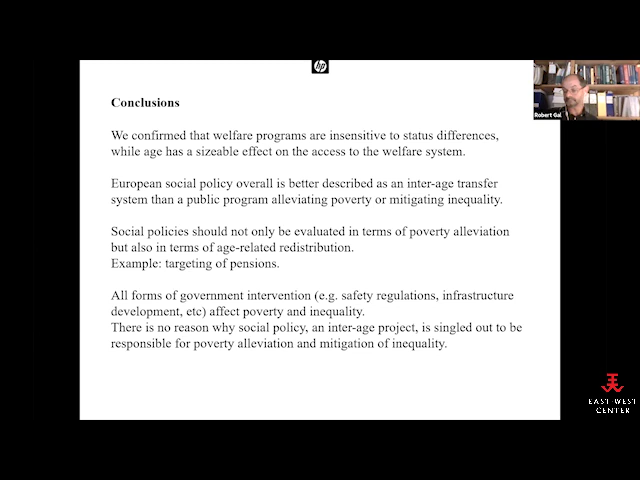 hp
Conclusions
We confirmed that welfare programs are insensitive to status differences,
while age has a sizeable effect on the access to the welfare system.
European social policy overall is better described as an inter-age transfer
system than a public program alleviating poverty or mitigating inequality.
Social policies should not only be evaluated in terms of poverty alleviation
but also in terms of age-related redistribution.
Example: targeting of pensions.
All forms of government intervention (e.g. safety regulations, infrastructure
development, etc) affect poverty and inequality.
There is no reason why social policy, an inter-age project, is singled out to be
responsible for poverty alleviation and mitigation of inequality.
Robert Gal
EAST-WEST
CENTER